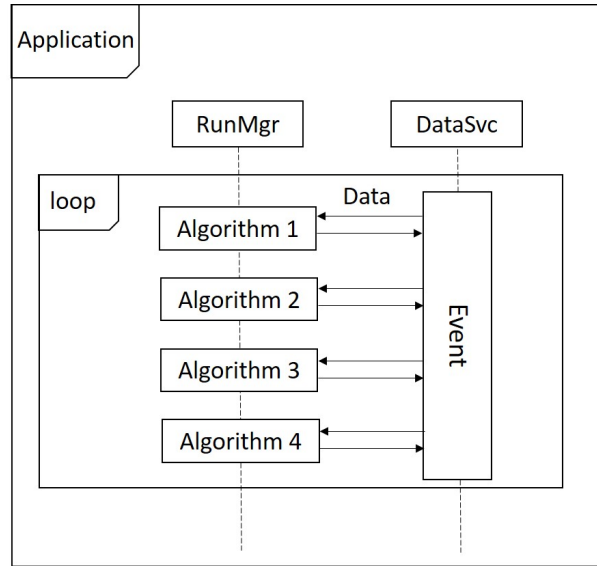 Application
RunMgr
DataSvc
loop
Data
Algorithm 1
Algorithm 2
Algorithm 3
Algorithm 4
Event